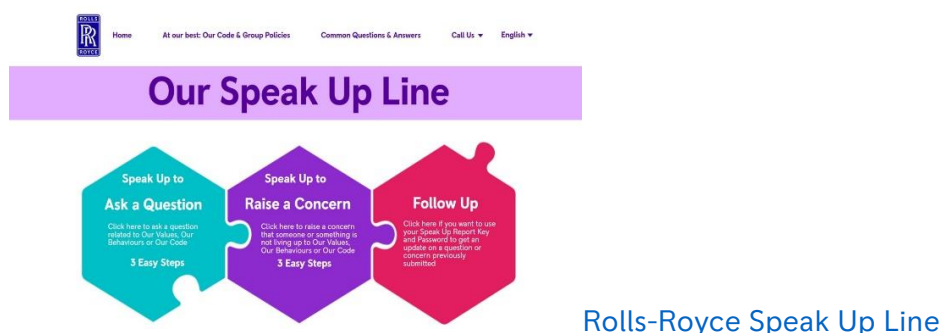 ROLLS
RR
ROYCE
Home At our best: Our Code & Group Policies Common Questions & Answers Call Us ▼ English ▼
Our Speak Up Line
Speak Up to
Ask a Question
Click here to ask a question
related to Our Values, Our
Behaviours or Our Code
3 Easy Steps
Speak Up to
Raise a Concern
Click here to raise a concern
that someone or something is
not living up to Our Values,
Our Behaviours or Our Code
3 Easy Steps
Follow Up
Click here if you want to use
your Speak Up Report Key
and Password to get an
update on a question or
concern previously
submitted
Rolls-Royce Speak Up Line